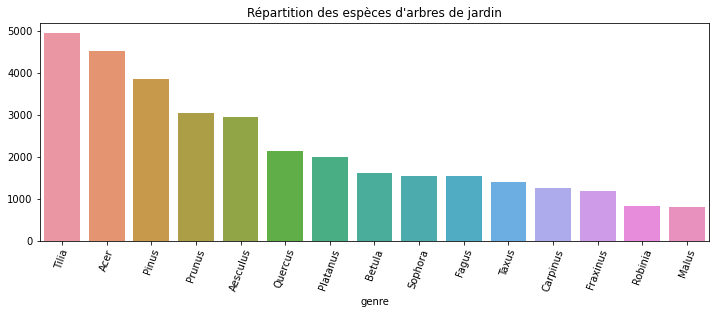 Répartition des espèces d'arbres de jardin
5000
4000
3000
2000
1000
0
Tilia
Acer
Pinus
Prunus
Aesculus
Quercus
Platanus
Betula
Sophora
Fagus
Taxus
Carpinus
Fraxinus
Robinia
Malus
genre